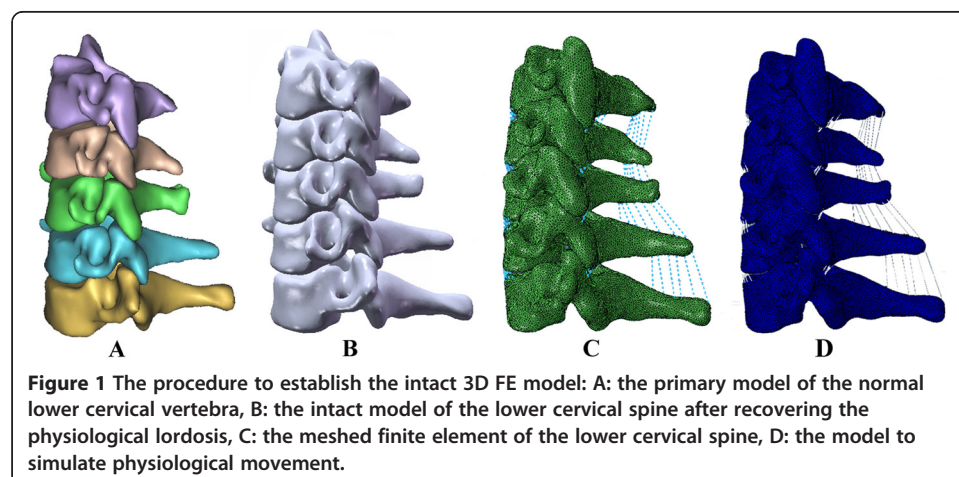 A
B
C
D
Figure 1 The procedure to establish the intact 3D FE model: A: the primary model of the normal
lower cervical vertebra, B: the intact model of the lower cervical spine after recovering the
physiological lordosis, C: the meshed finite element of the lower cervical spine, D: the model to
simulate physiological movement.